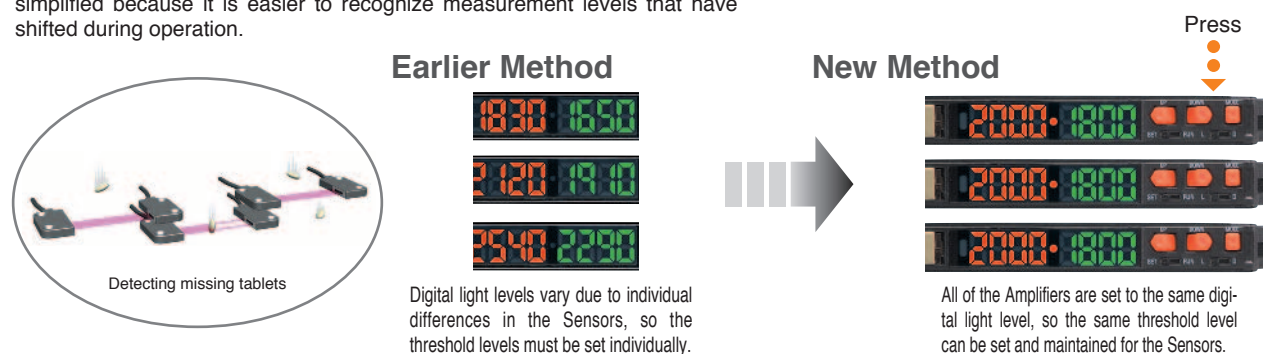 simplified because it is easier to recognize measurement levels that have
shifted during operation.
Press
Earlier Method
New Method
1830 1650
2120 1910
2540 2290
2000 1800
2000 1800
2000 1800
Detecting missing tablets
Digital light levels vary due to individual
differences in the Sensors, so the
threshold levels must be set individually.
All of the Amplifiers are set to the same digi-
tal light level, so the same threshold level
can be set and maintained for the Sensors.